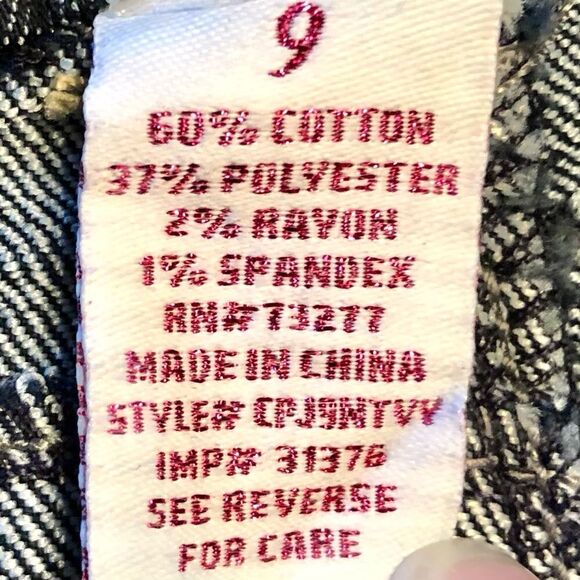 9
60% COTTON
37% POLYESTER
2% RAYON
1% SPANDEX
RN#73277
MADE IN CHINA
STYLE# CPJ9NTVV
IMP# 31376
SEE REVERSE
FOR CARE